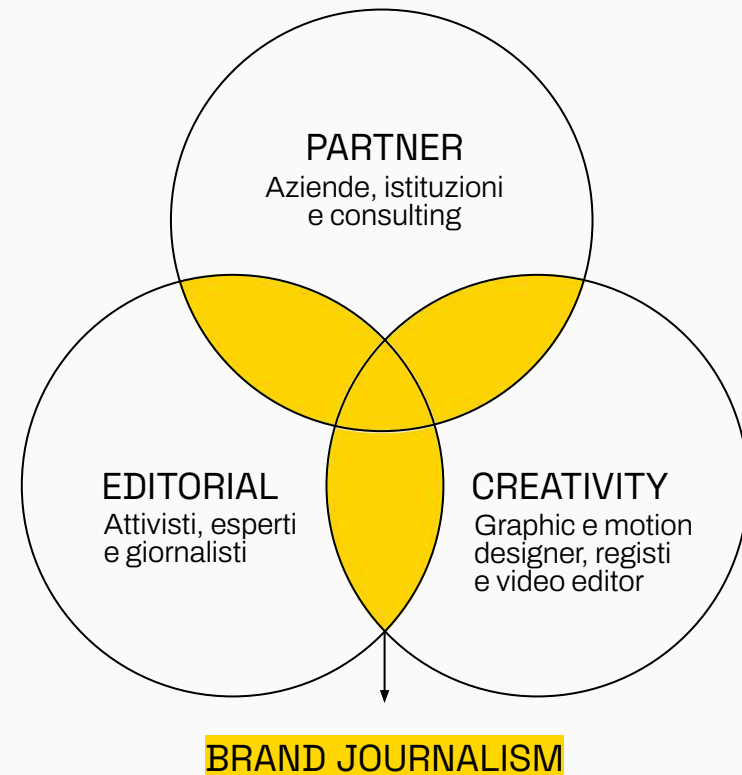 PARTNER
Aziende, istituzioni
e consulting
EDITORIAL
Attivisti, esperti
e giornalisti
CREATIVITY
Graphic e motion
designer, registi
e video editor
BRAND JOURNALISM